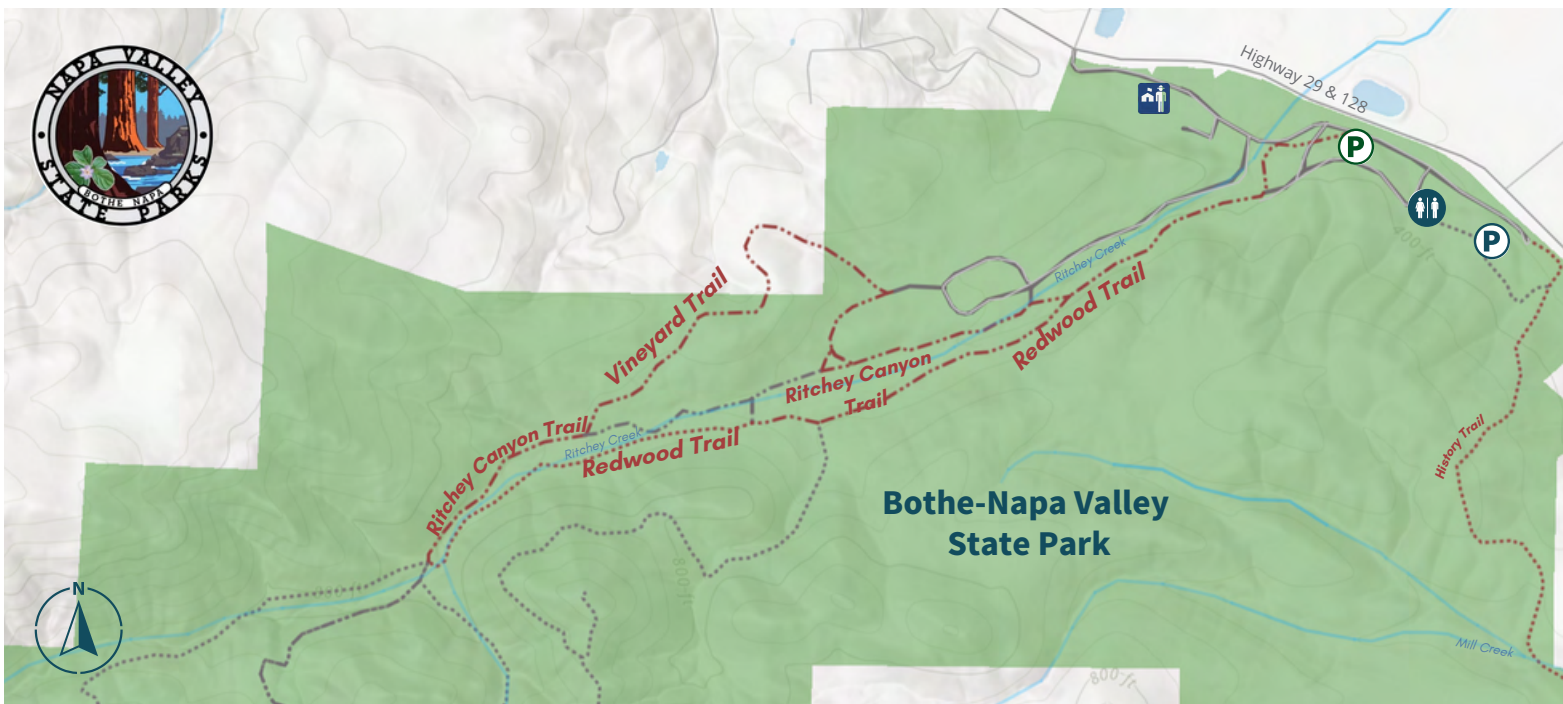 NAPA VALLEY
BOTHE NAPA
STATE PARKS
Highway 29 & 128
P
400 ft
P
Ritchey Creek
Vineyard Trail
Redwood Trail
Ritchey Canyon
Trail
Ritchey Canyon Trail
Ritchey Creek
Redwood Trail
History Trail
Bothe-Napa Valley
State Park
800 ft
N
Mill Creek
800 ft